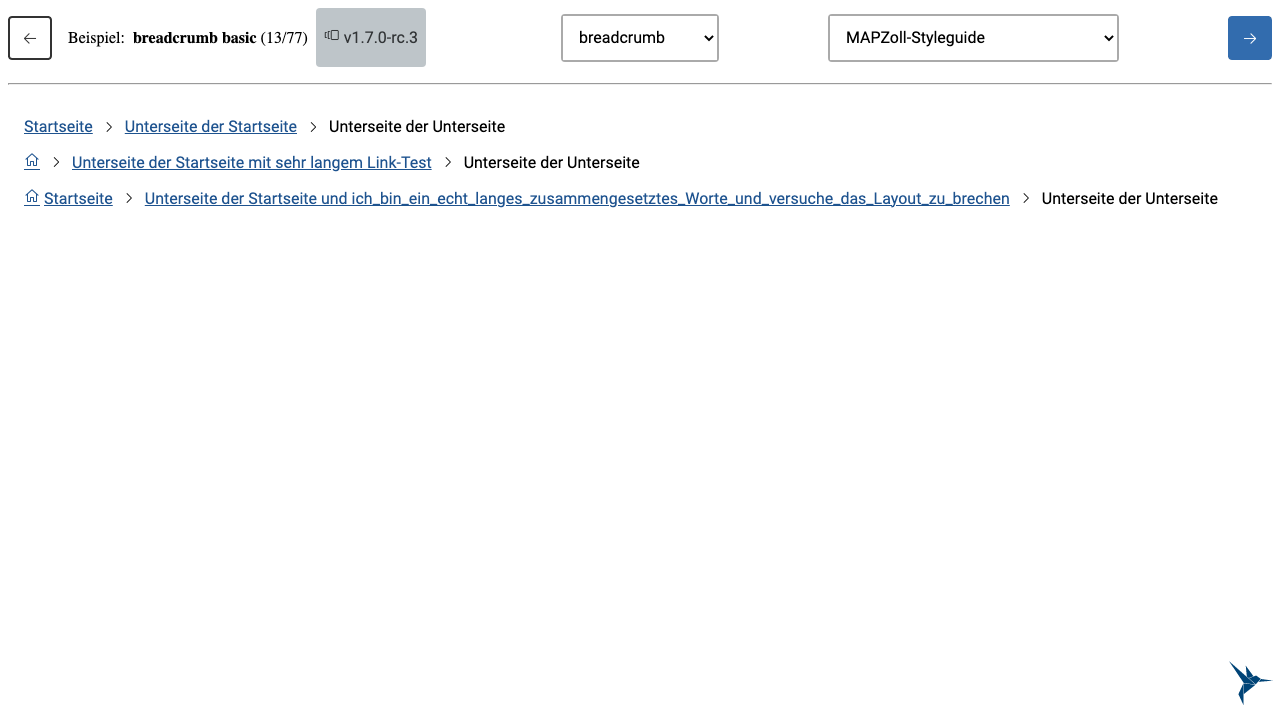 Beispiel: breadcrumb basic (13/77) v1.7.0-rc.3 breadcrumb MAPZoll-Styleguide
Startseite Unterseite der Startseite Unterseite der Unterseite
Unterseite der Startseite mit sehr langem Link-Test Unterseite der Unterseite
Startseite Unterseite der Startseite und ich_bin_ein_echt_langes_zusammengesetztes_Worte_und_versuche_das_Layout_zu_brechen Unterseite der Unterseite